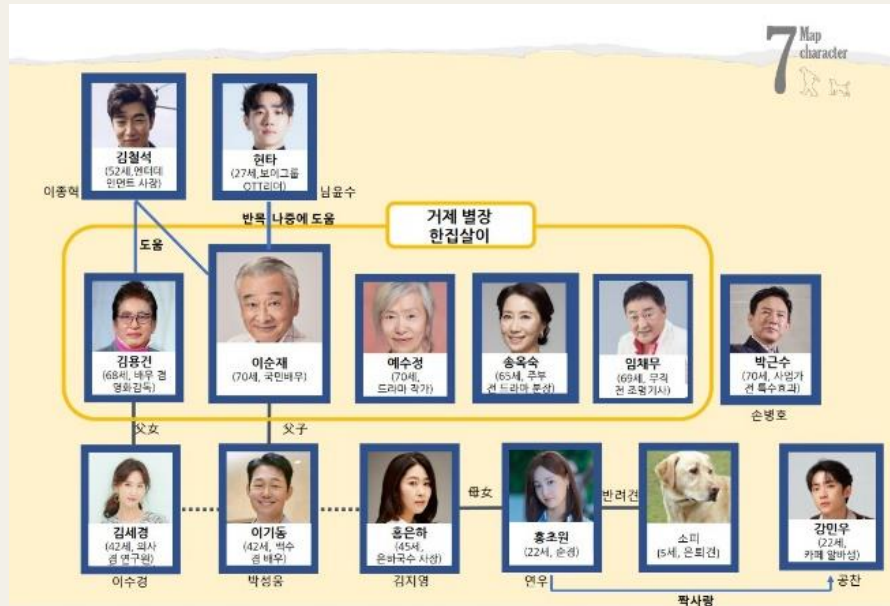 7 Map
character
김철석
(52세,엔터테
인먼트 사장)
이종혁
현타
(27세,보이그룹
OTT리더)
님윤수
반목 나중에 도움
도움
거제 별장
한집살이
김용건
(68세, 배우 겸
영화감독)
이순재
(70세, 국민배우)
예수정
(70세,
드라마 작가)
송옥숙
(65세, 주부
전 드라마 분장)
임채무
(69세, 무직
전 조명기사)
박근수
(70세, 사업가
전 특수효과)
손병호
父女
父子
김세경
(42세, 의사
겸 연구원)
이수경
이기동
(42세, 백수
겸 배우)
박성웅
홍은하
(45세,
은하국수 사장)
김지영
母女
홍초원
(22세, 순경)
연우
반려견
소피
(5세, 은퇴견)
강민우
(22세,
카페 알바생)
공찬
짝사랑